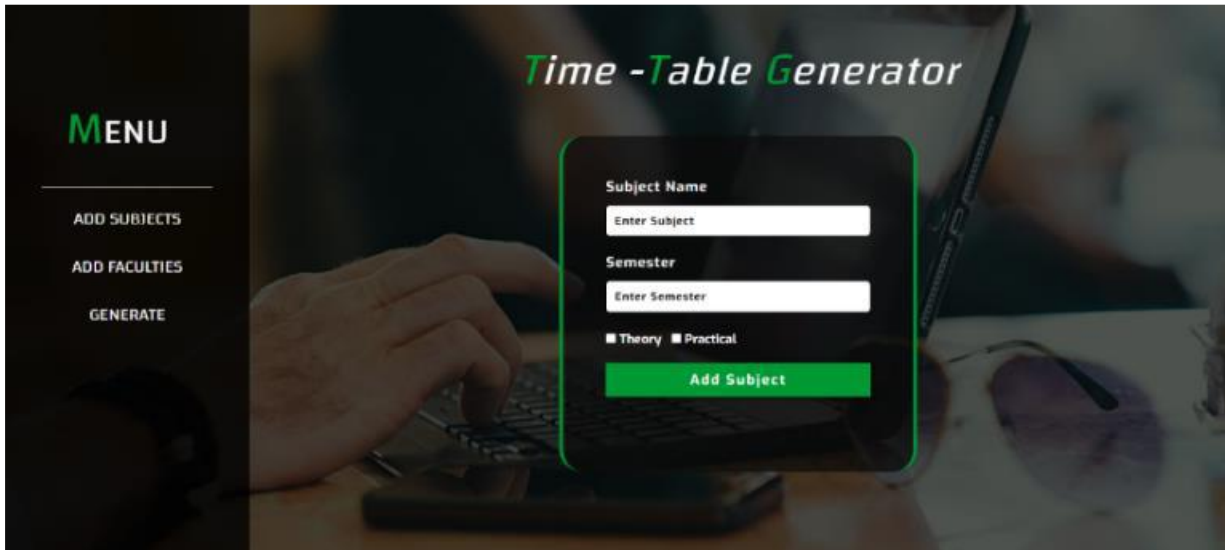 Time -Table Generator
MENU
ADD SUBJECTS
ADD FACULTIES
GENERATE
Subject Name
Enter Subject
Semester
Enter Semester
Theory Practical
Add Subject